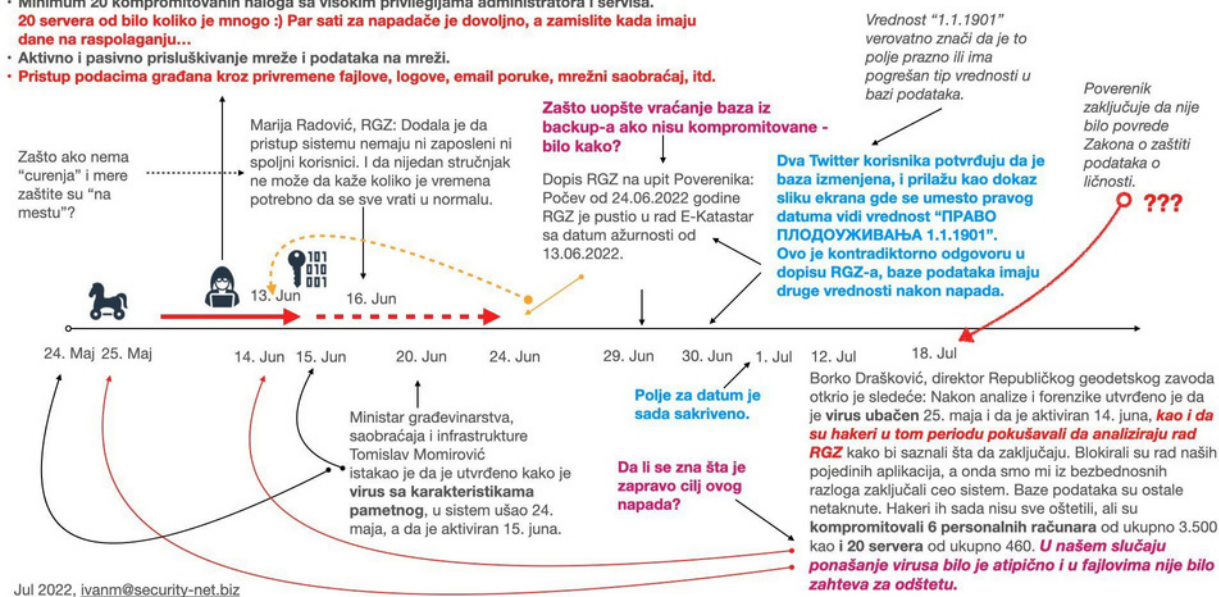 · Minimum 20 kompromitovanih naloga sa visokim privilegijama administratora i servisa.
20 servera od bilo koliko je mnogo :) Par sati za napadače je dovoljno, a zamislite kada imaju
dane na raspolaganju…
· Aktivno i pasivno prisluškivanje mreže i podataka na mreži.
· Pristup podacima građana kroz privremene fajlove, logove, email poruke, mrežni saobraćaj, itd.
Vrednost “1.1.1901”
verovatno znači da je to
polje prazno ili ima
pogrešan tip vrednosti u
bazi podataka.
Poverenik
zaključuje da nije
bilo povrede
Zakona o zaštiti
podataka o
ličnosti.
???
Zašto ako nema
“curenja” i mere
zaštite su “na
mestu”?
Marija Radović, RGZ: Dodala je da
pristup sistemu nemaju ni zaposleni ni
spoljni korisnici. I da nijedan stručnjak
ne može da kaže koliko je vremena
potrebno da se sve vrati u normalu.
Zašto uopšte vraćanje baza iz
backup-a ako nisu kompromitovane -
bilo kako?
Dopis RGZ na upit Poverenika:
Počev od 24.06.2022 godine
RGZ je pustio u rad E-Katastar
sa datum ažurnosti od
13.06.2022.
Dva Twitter korisnika potvrđuju da je
baza izmenjena, i prilažu kao dokaz
sliku ekrana gde se umesto pravog
datuma vidi vrednost “ПРАВО
ПЛОДОУЖИВАЊА 1.1.1901”.
Ovo je kontradiktorno odgovoru u
dopisu RGZ-a, baze podataka imaju
druge vrednosti nakon napada.
101
010
001
13. Jun
16. Jun
24. Maj
25. Maj
14. Jun
15. Jun
20. Jun
24. Jun
29. Jun
30. Jun
1. Jul
12. Jul
18. Jul
Ministar građevinarstva,
saobraćaja i infrastrukture
Tomislav Momirović
istakao je da je utvrđeno kako je
virus sa karakteristikama
pametnog, u sistem ušao 24.
maja, a da je aktiviran 15. juna.
Polje za datum je
sada sakriveno.
Da li se zna šta je
zapravo cilj ovog
napada?
Borko Drašković, direktor Republičkog geodetskog zavoda
otkrio je sledeće: Nakon analize i forenzike utvrđeno je da
je virus ubačen 25. maja i da je aktiviran 14. juna, kao i da
su hakeri u tom periodu pokušavali da analiziraju rad
RGZ kako bi saznali šta da zaključaju. Blokirali su rad naših
pojedinih aplikacija, a onda smo mi iz bezbednosnih
razloga zaključali ceo sistem. Baze podataka su ostale
netaknute. Hakeri ih sada nisu sve oštetili, ali su
kompromitovali 6 personalnih računara od ukupno 3.500
kao i 20 servera od ukupno 460. U našem slučaju
ponašanje virusa bilo je atipično i u fajlovima nije bilo
zahteva za odštetu.
Jul 2022, ivanm@security-net.biz